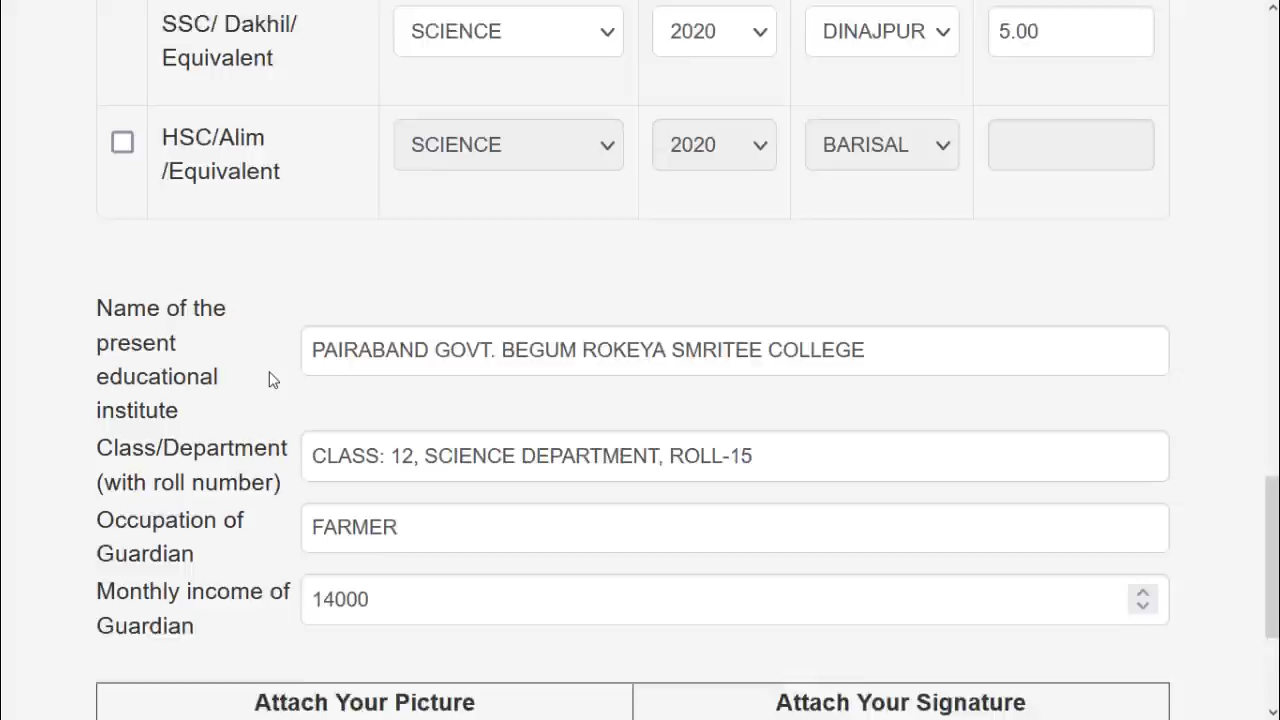 SSC/ Dakhil/
Equivalent
SCIENCE
2020
DINAJPUR
5.00
HSC/Alim
/Equivalent
SCIENCE
2020
BARISAL
Name of the
present
educational
institute
PAIRABAND GOVT. BEGUM ROKEYA SMRITEE COLLEGE
Class/Department
(with roll number)
CLASS: 12, SCIENCE DEPARTMENT, ROLL-15
Occupation of
Guardian
FARMER
Monthly income of
Guardian
14000
Attach Your Picture
Attach Your Signature